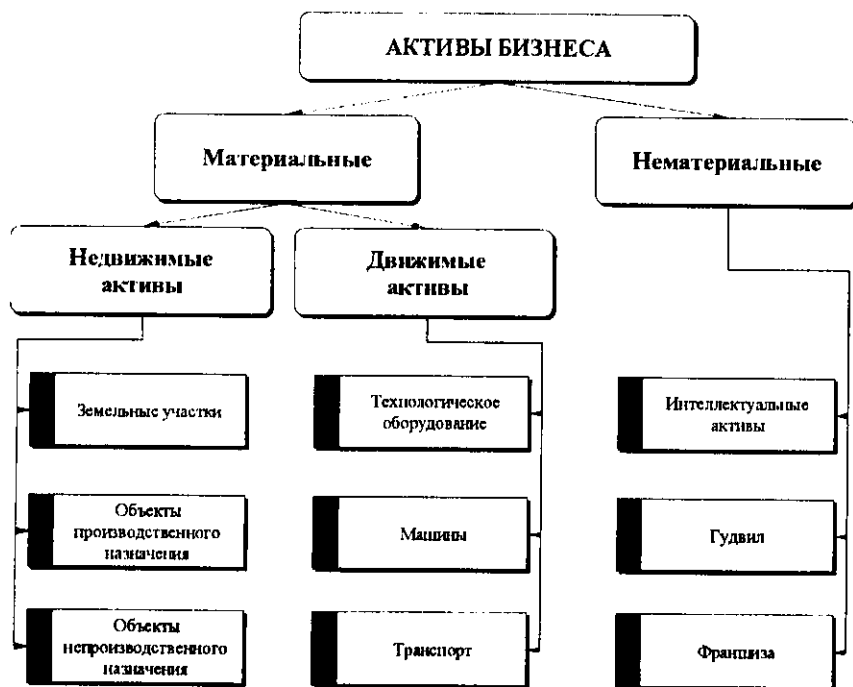 АКТИВЫ БИЗНЕСА
Материальные
Нематериальные
Недвижимые
активы
Движимые
активы
Земельные участки
Технологическое
оборудование
Интеллектуальные
активы
Объекты
производственного
назначения
Машины
Гудвил
Объекты
непроизводственного
назначения
Транспорт
Франшиза